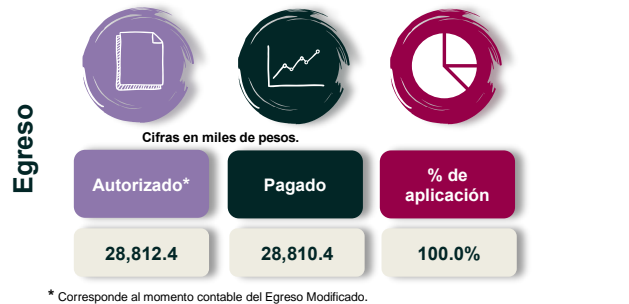 Egreso
Cifras en miles de pesos.
Autorizado*
Pagado
% de
aplicación
28,812.4
28,810.4
100.0%
* Corresponde al momento contable del Egreso Modificado.